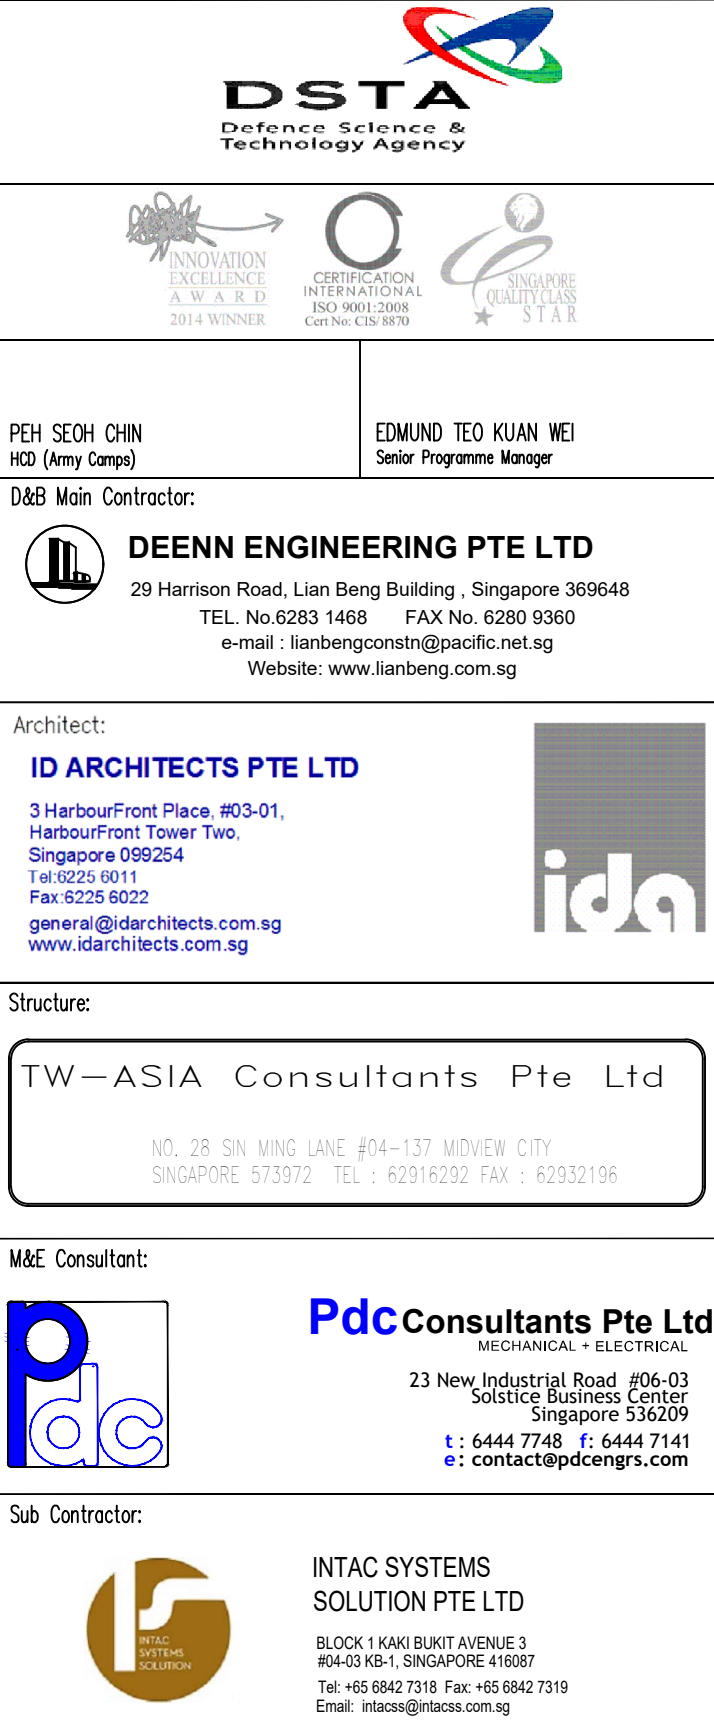 DSTA
Defence Science &
Technology Agency
INNOVATION
EXCELLENCE
AWARD
2014 WINNER
CERTIFICATION
INTERNATIONAL
ISO 9001:2008
Cert No: CIS/8870
SINGAPORE
QUALITY CLASS
STAR
PEH SEOH CHIN
HCD (Army Camps)
EDMUND TEO KUAN WEI
Senior Programme Manager
D&B Main Contractor:
DEENN ENGINEERING PTE LTD
29 Harrison Road, Lian Beng Building , Singapore 369648
TEL. No.6283 1468 FAX No. 6280 9360
e-mail : lianbengconstn@pacific.net.sg
Website: www.lianbeng.com.sg
Architect:
ID ARCHITECTS PTE LTD
3 HarbourFront Place, #03-01,
HarbourFront Tower Two,
Singapore 099254
Tel:6225 6011
Fax:6225 6022
general@idarchitects.com.sg
www.idarchitects.com.sg
ida
Structure:
TW-ASIA Consultants Pte Ltd
NO. 28 SIN MING LANE #04-137 MIDVIEW CITY
SINGAPORE 573972 TEL : 62916292 FAX : 62932196
M&E Consultant:
Pdc
Pdc Consultants Pte Ltd
MECHANICAL + ELECTRICAL
23 New Industrial Road #06-03
Solstice Business Center
Singapore 536209
t : 6444 7748 f: 6444 7141
e: contact@pdcengrs.com
Sub Contractor:
INTAC
SYSTEMS
SOLUTION
INTAC SYSTEMS
SOLUTION PTE LTD
BLOCK 1 KAKI BUKIT AVENUE 3
#04-03 KB-1, SINGAPORE 416087
Tel: +65 6842 7318 Fax: +65 6842 7319
Email: intacss@intacss.com.sg